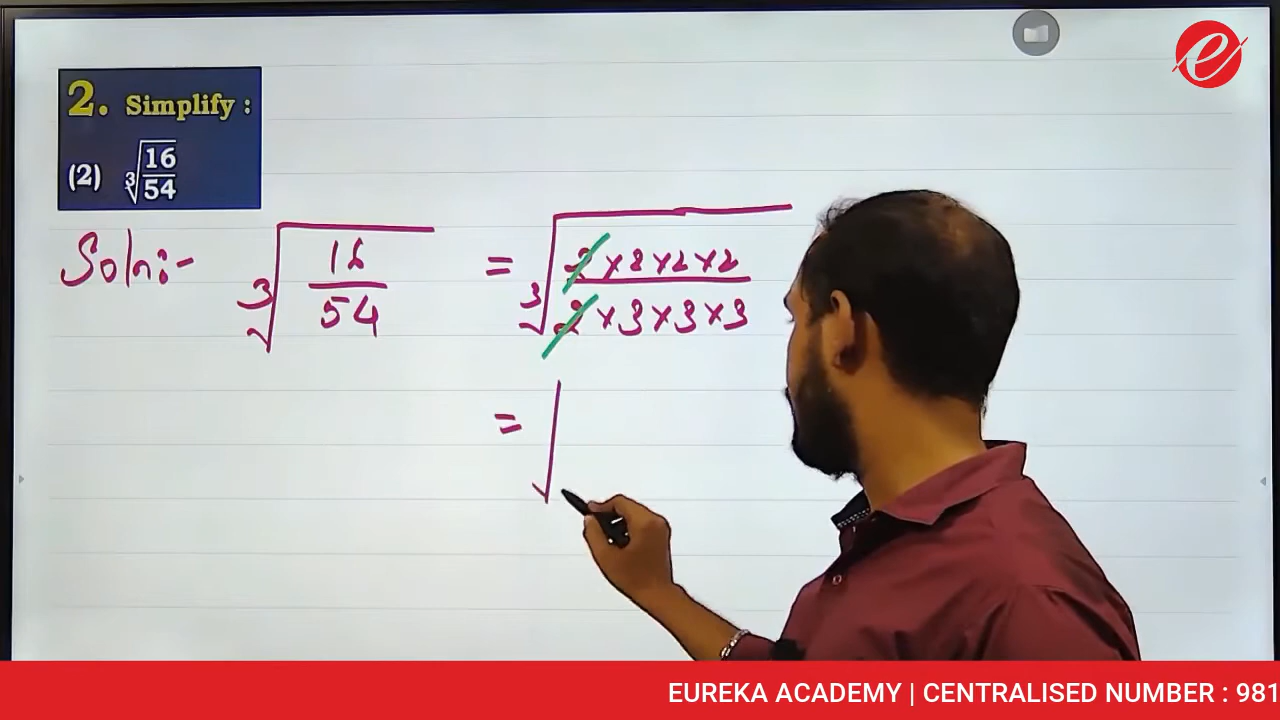 2. Simplify :
(2) ∛(16/54)
Soln:- ∛(16/54) = ∛(2×2×2×2/2×3×3×3)
= √
e
EUREKA ACADEMY | CENTRALISED NUMBER : 981